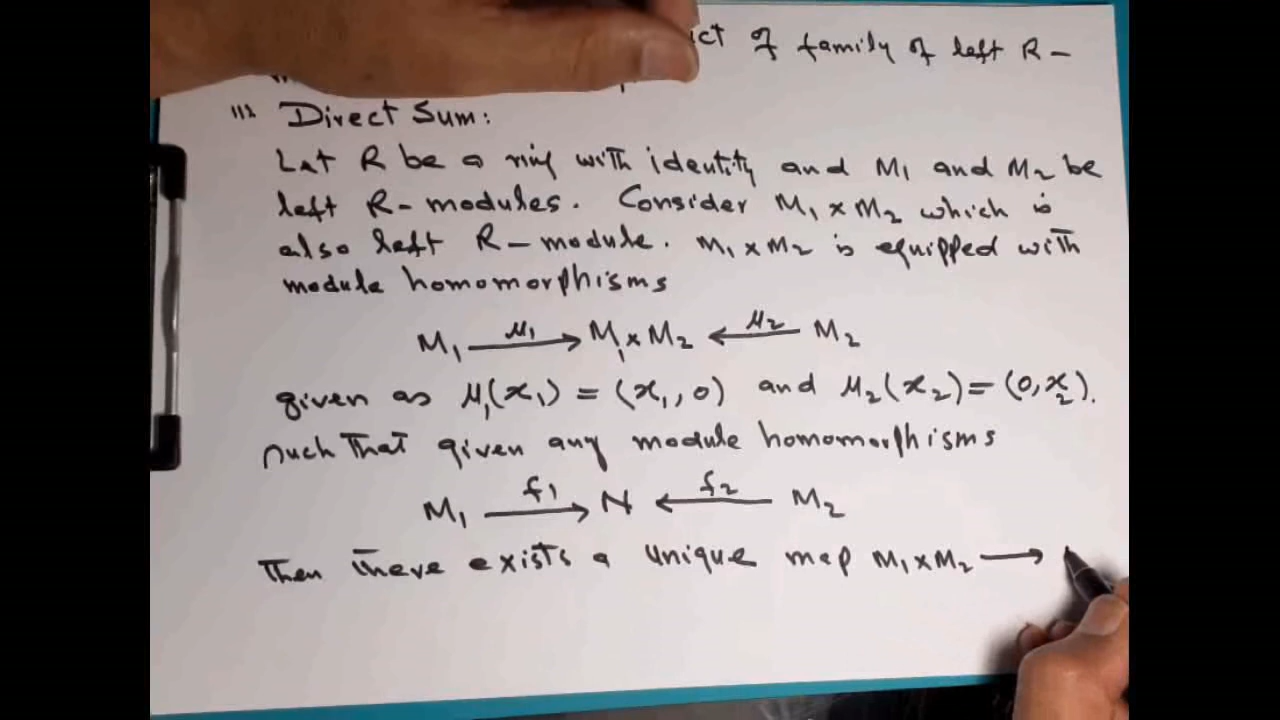 of family of left R-
Direct Sum:
Let R be a ring with identity and M₁ and M₂ be
left R-modules. Consider M₁ x M₂ which is
also left R-module. M₁ x M₂ is equipped with
module homomorphisms
M₁ —μ₁→ M₁ x M₂ ←μ₂— M₂
given as μ₁(x₁) = (x₁, 0) and μ₂(x₂) = (0, x₂).
such that given any module homomorphisms
M₁ —f₁→ N ←f₂— M₂
Then there exists a unique map M₁ x M₂ ⟶